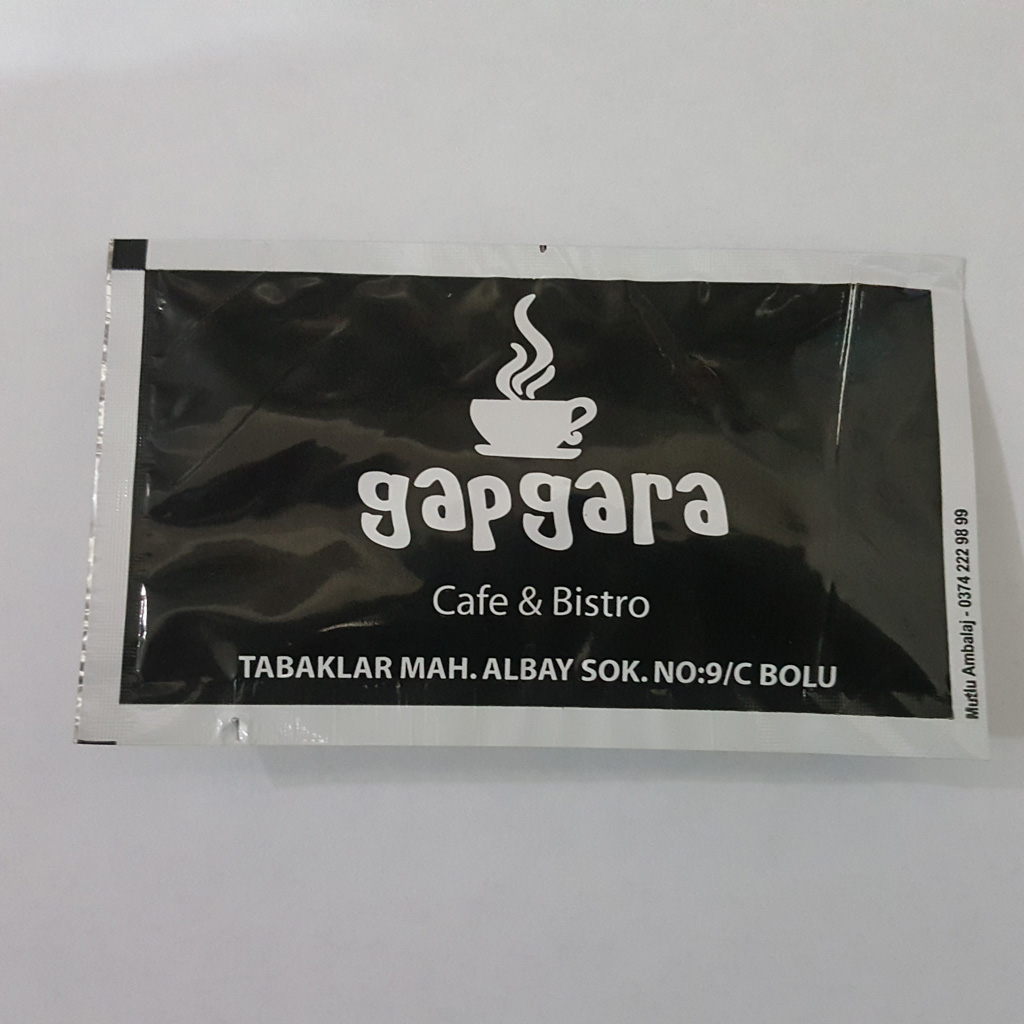 gapgara
Cafe & Bistro
TABAKLAR MAH. ALBAY SOK. NO:9/C BOLU
Mutlu Ambalaj - 0374 222 98 99